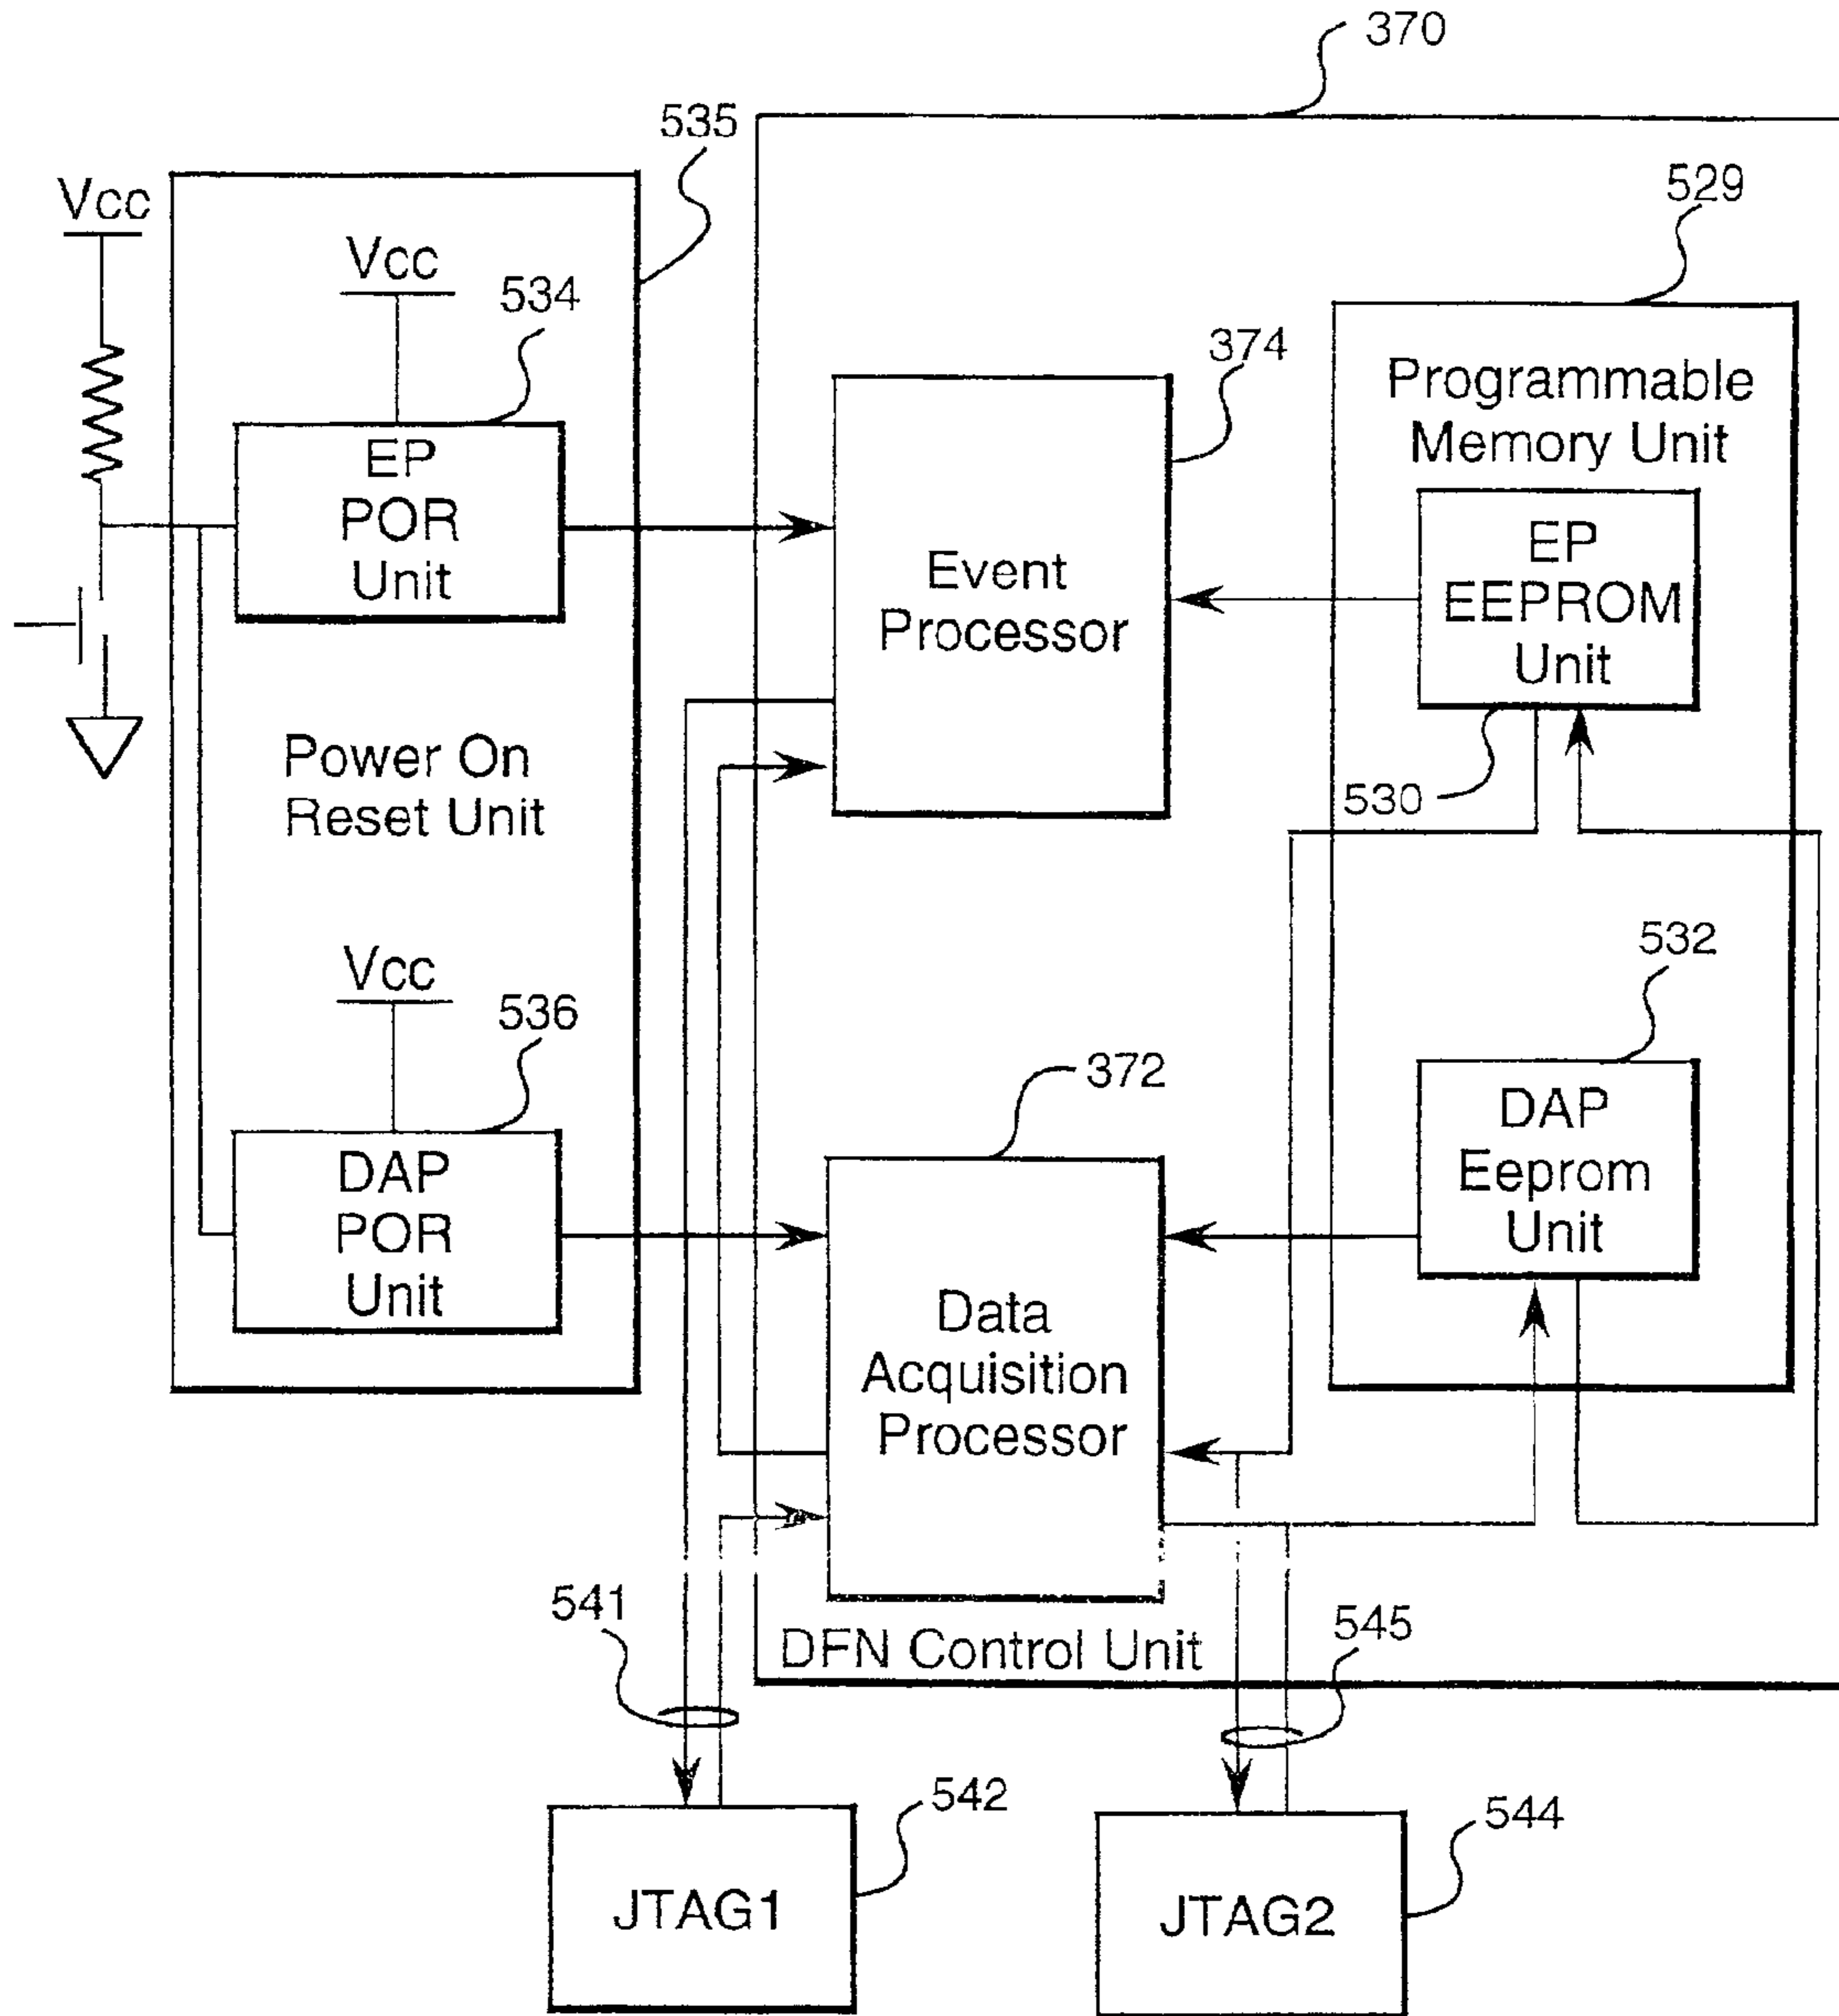 370
535
Vcc
529
Vcc
534
374
Programmable
Memory Unit
EP
POR
Unit
EP
EEPROM
Unit
Event
Processor
530
Power On
Reset Unit
Vcc
536
532
372
DAP
POR
Unit
DAP
Eeprom
Unit
Data
Acquisition
Processor
541
545
DFN Control Unit
542
544
JTAG1
JTAG2